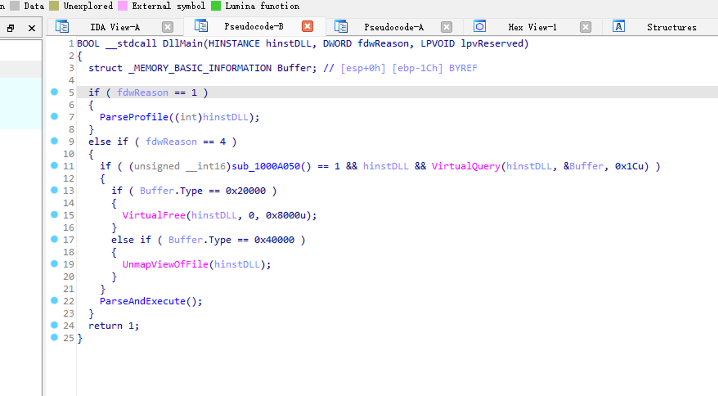 n Data Unexplored External symbol Lumina function
IDA View-A Pseudocode-B Pseudocode-A Hex View-1 Structures
1 BOOL __stdcall DllMain(HINSTANCE hinstDLL, DWORD fdwReason, LPVOID lpvReserved)
2 {
3 struct _MEMORY_BASIC_INFORMATION Buffer; // [esp+0h] [ebp-1Ch] BYREF
4
5 if ( fdwReason == 1 )
6 {
7 ParseProfile((int)hinstDLL);
8 }
9 else if ( fdwReason == 4 )
10 {
11 if ( (unsigned __int16)sub_1000A050() == 1 && hinstDLL && VirtualQuery(hinstDLL, &Buffer, 0x1Cu) )
12 {
13 if ( Buffer.Type == 0x20000 )
14 {
15 VirtualFree(hinstDLL, 0, 0x8000u);
16 }
17 else if ( Buffer.Type == 0x40000 )
18 {
19 UnmapViewOfFile(hinstDLL);
20 }
21 }
22 ParseAndExecute();
23 }
24 return 1;
25 }